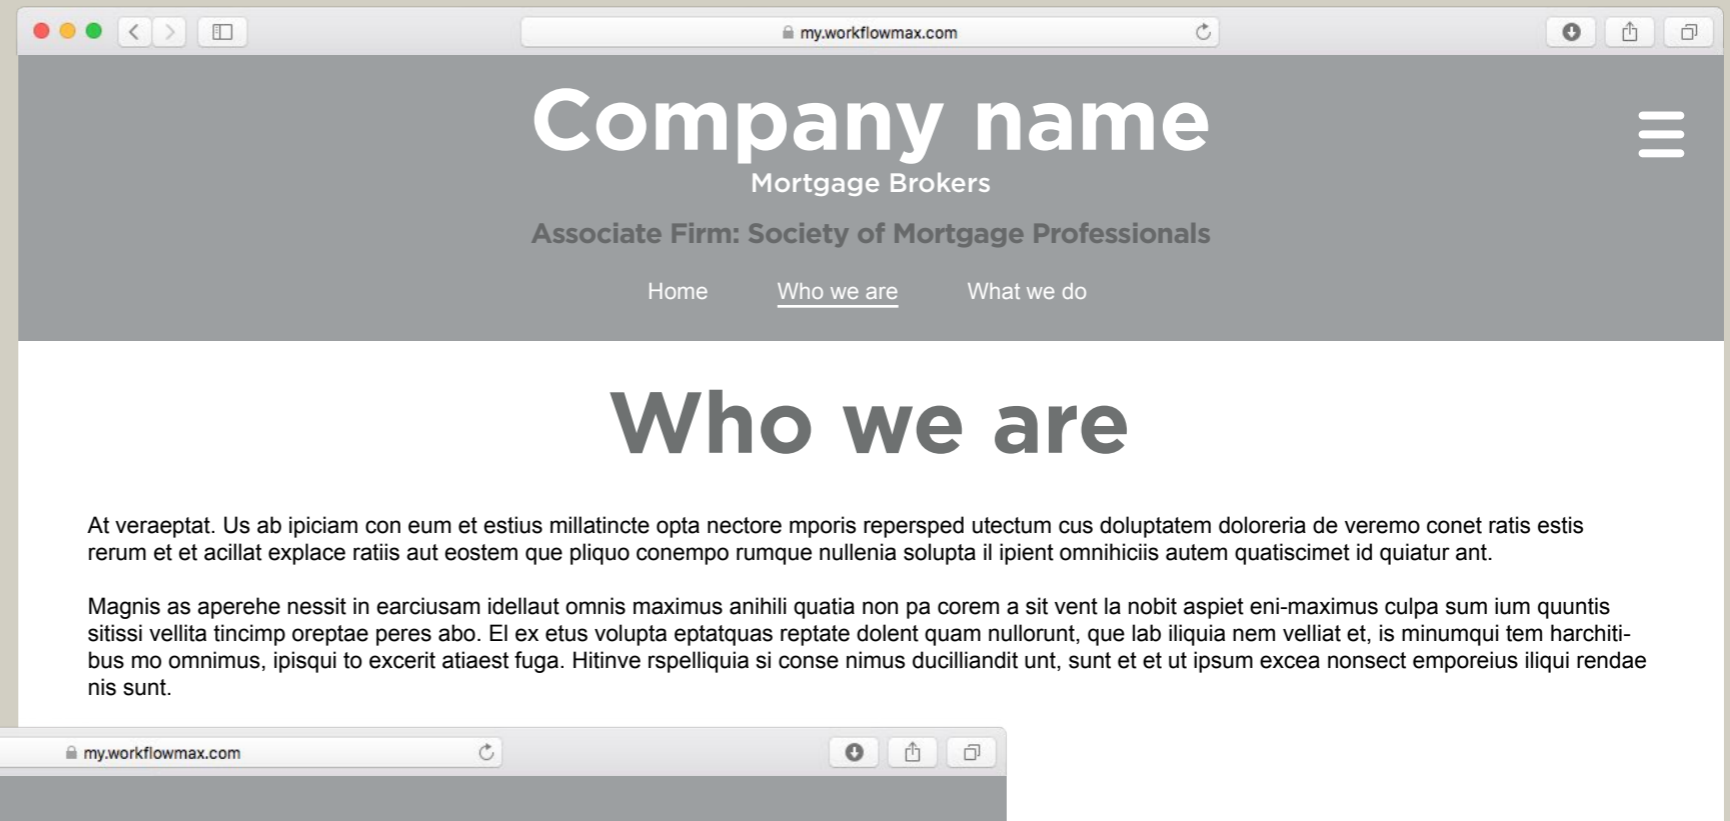 my.workflowmax.com
Company name
Mortgage Brokers
Associate Firm: Society of Mortgage Professionals
Home Who we are What we do
Who we are
At veraeptat. Us ab ipiciam con eum et estius millatincte opta nectore mporis repersped utectum cus doluptatem doloreria de veremo conet ratis estis
rerum et et acillat explace ratiis aut eostem que pliquo conempo rumque nullenia solupta il ipient omnihiciis autem quatiscimet id quiatur ant.
Magnis as aperehe nessit in earciusam idellaut omnis maximus anihili quatia non pa corem a sit vent la nobit aspiet eni-maximus culpa sum ium quuntis
sitissi vellita tincimp oreptae peres abo. El ex etus volupta eptatquas reptate dolent quam nullorunt, que lab iliquia nem velliat et, is minumqui tem harchiti-
bus mo omnimus, ipisqui to excerit atiaest fuga. Hitinve rspelliquia si conse nimus ducilliandit unt, sunt et et ut ipsum excea nonsect emporeius iliqui rendae
nis sunt.
my.workflowmax.com